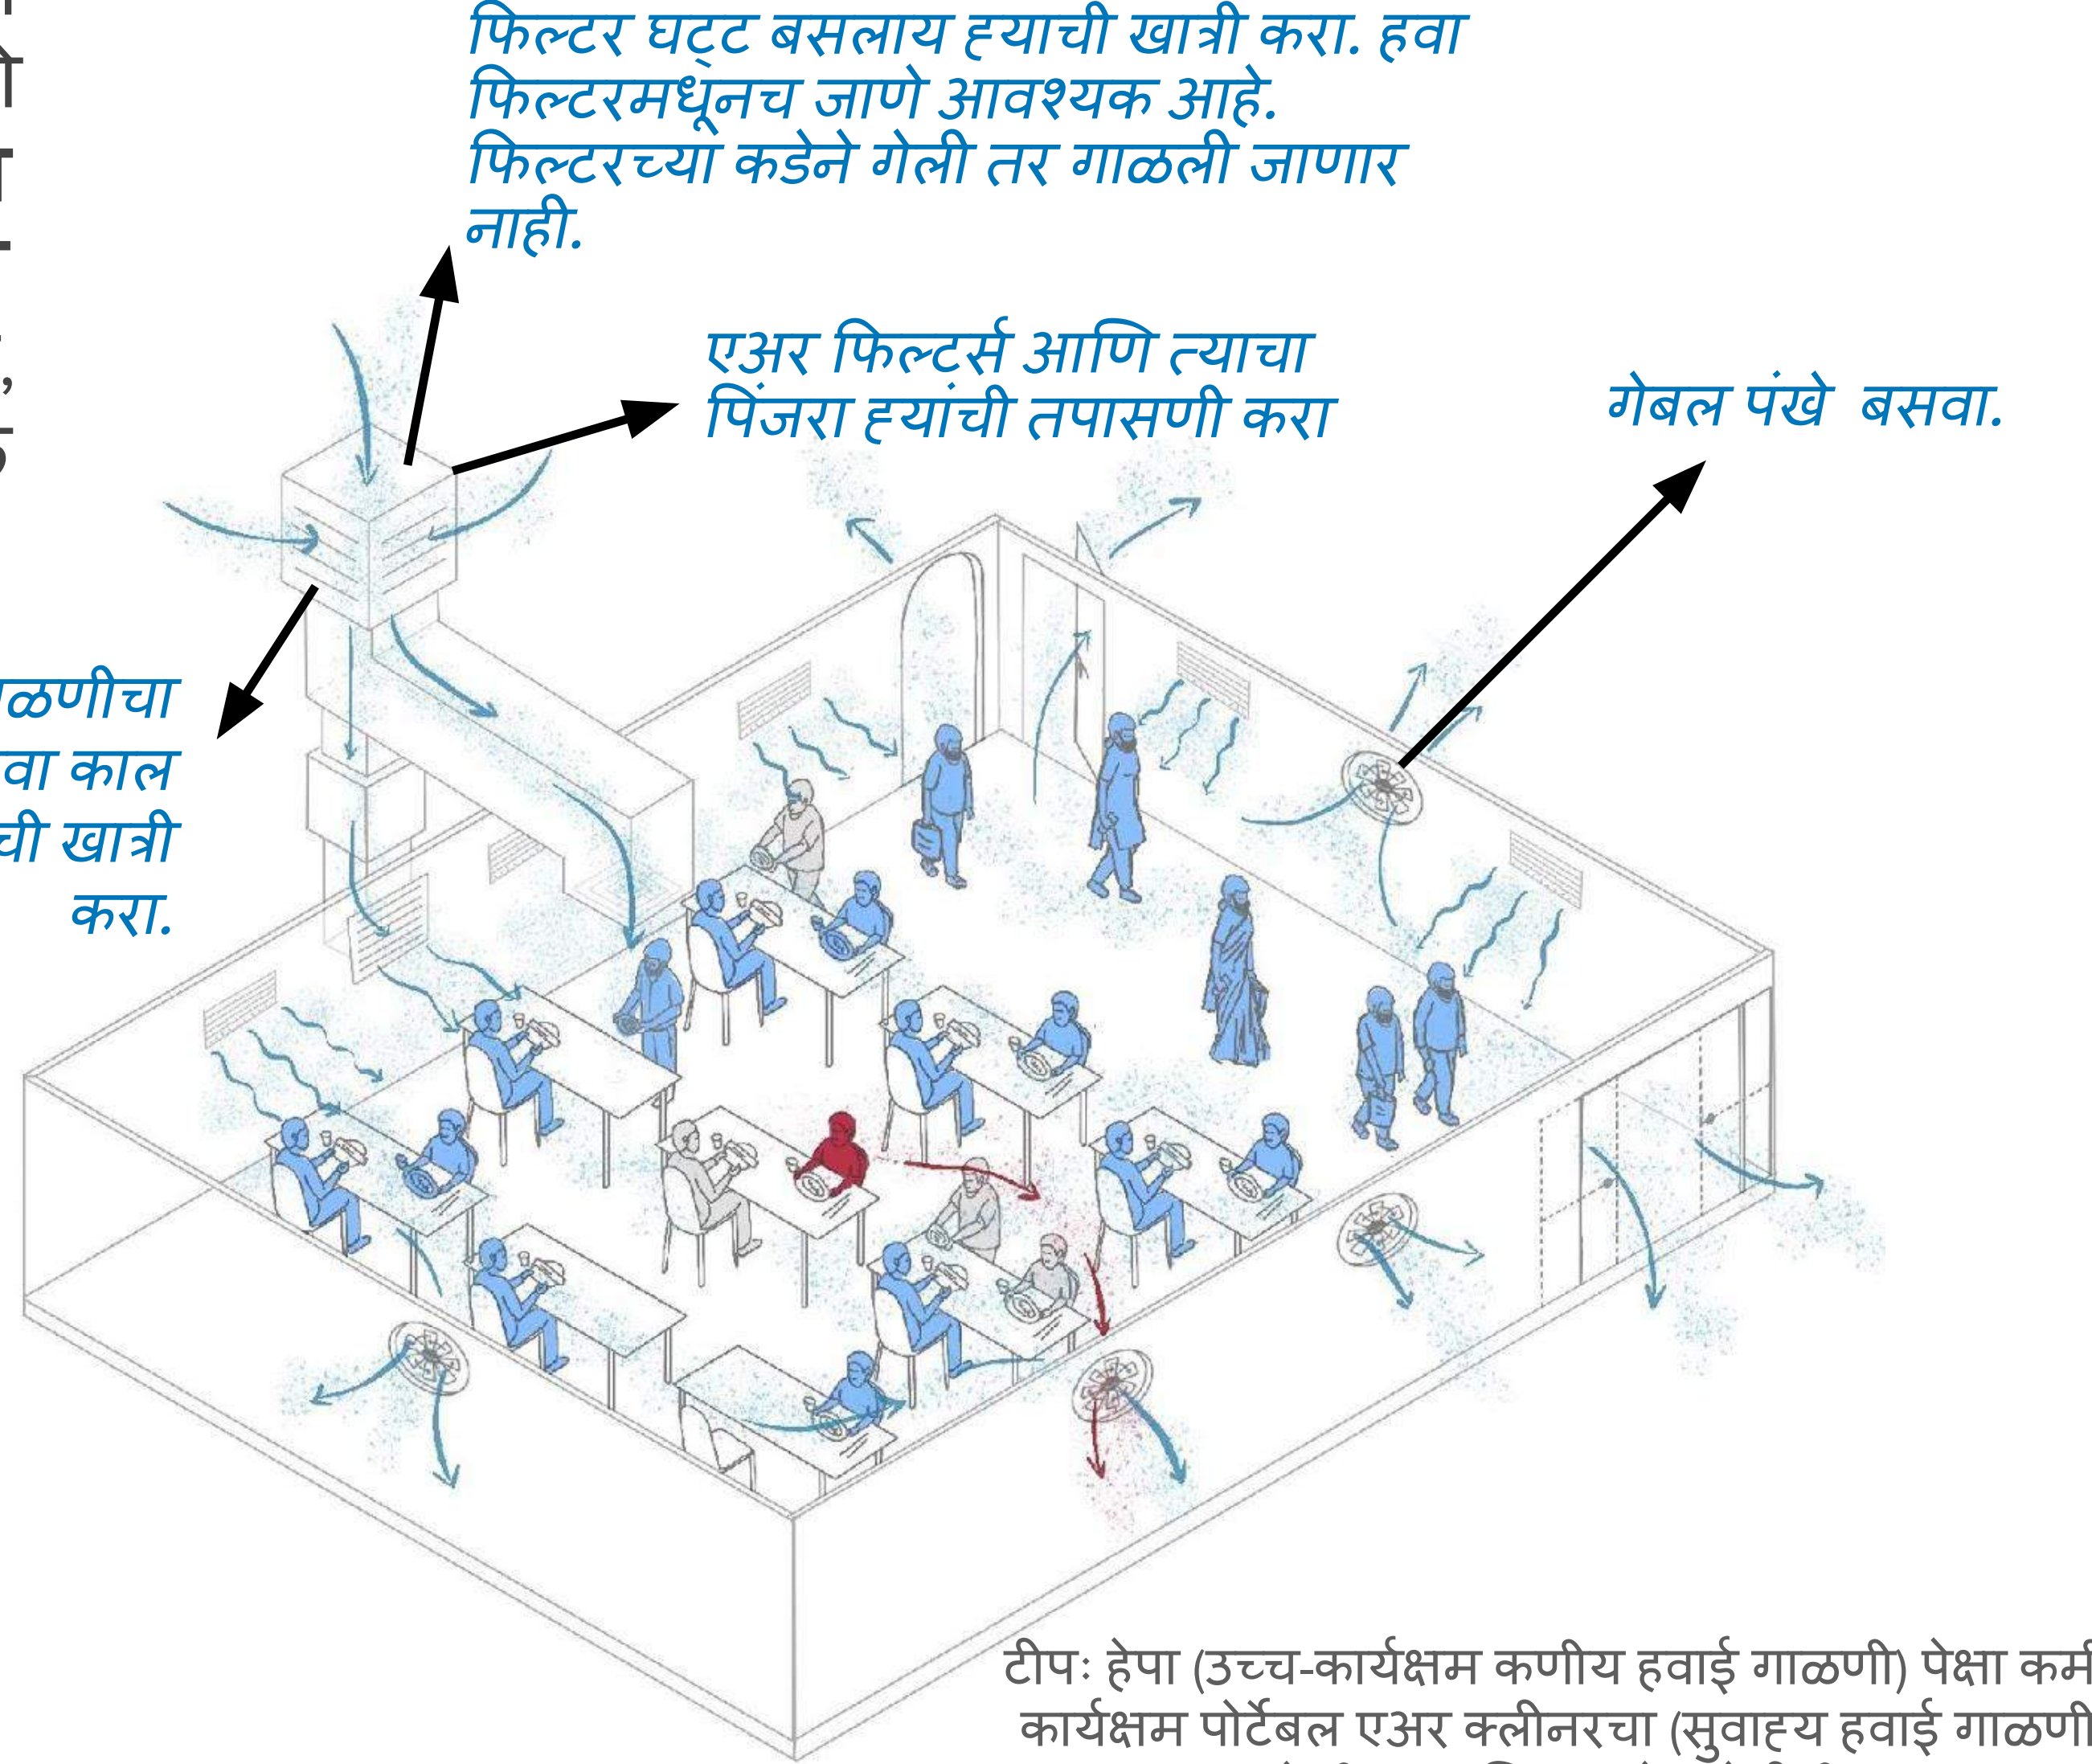 फिल्टर घट्ट बसलाय ह्याची खात्री करा. हवा
फिल्टरमधूनच जाणे आवश्यक आहे.
फिल्टरच्या कडेने गेली तर गाळली जाणार
नाही.
एअर फिल्टर्स आणि त्याचा
पिंजरा ह्यांची तपासणी करा
गेबल पंखे बसवा.
काल
खात्री
करा.
टीपः हेपा (उच्च-कार्यक्षम कणीय हवाई गाळणी) पेक्षा कमी
कार्यक्षम पोर्टेबल एअर क्लीनरचा (सुवाह्य हवाई गाळणी